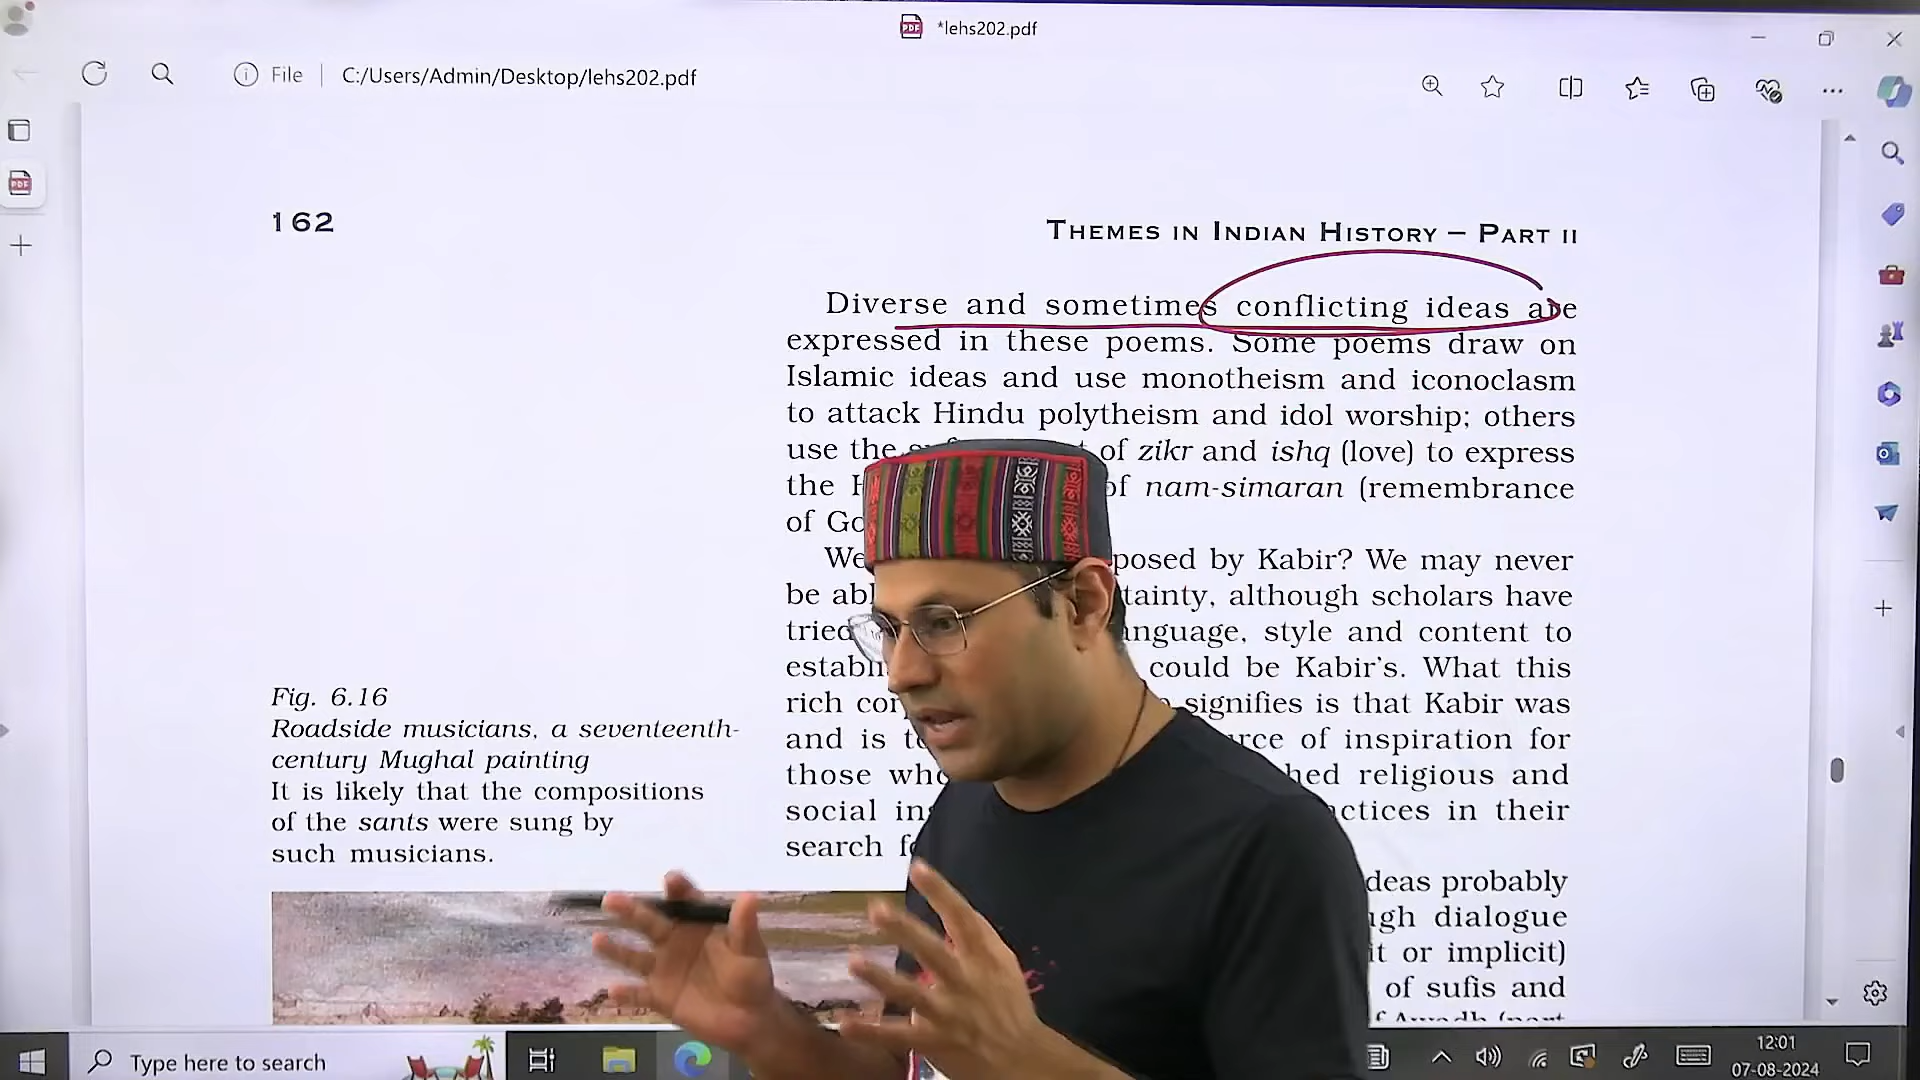 *lehs202.pdf
File C:/Users/Admin/Desktop/lehs202.pdf
162
THEMES IN INDIAN HISTORY – PART II
Diverse and sometimes conflicting ideas are
expressed in these poems. Some poems draw on
Islamic ideas and use monotheism and iconoclasm
to attack Hindu polytheism and idol worship; others
use the of zikr and ishq (love) to express
the of nam-simaran (remembrance
of
We posed by Kabir? We may never
be tainty, although scholars have
tried anguage, style and content to
could be Kabir's. What this
rich signifies is that Kabir was
and is rce of inspiration for
those hed religious and
social actices in their
search
deas probably
gh dialogue
it or implicit)
of sufis and
Fig. 6.16
Roadside musicians, a seventeenth-
century Mughal painting
It is likely that the compositions
of the sants were sung by
such musicians.
Type here to search
12:01
07-08-2024